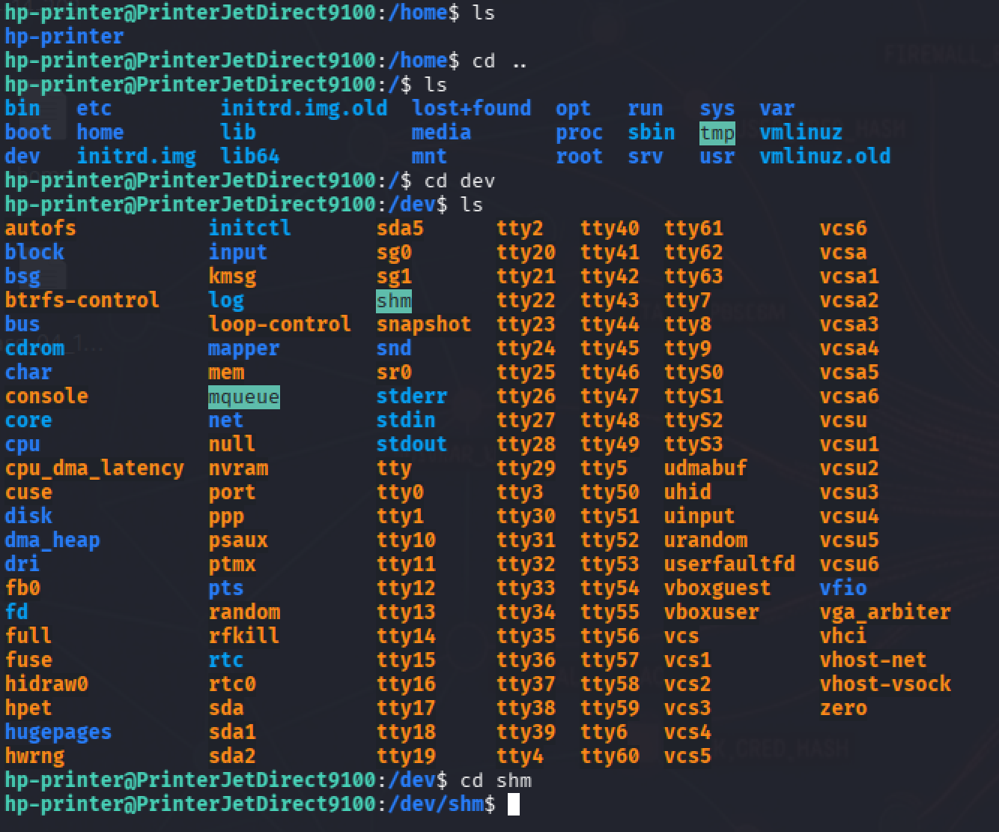 hp-printer@PrinterJetDirect9100:/home$ ls
hp-printer
hp-printer@PrinterJetDirect9100:/home$ cd ..
hp-printer@PrinterJetDirect9100:/$ ls
bin etc initrd.img.old lost+found opt run sys var
boot home lib media proc sbin tmp vmlinuz
dev initrd.img lib64 mnt root srv usr vmlinuz.old
hp-printer@PrinterJetDirect9100:/$ cd dev
hp-printer@PrinterJetDirect9100:/dev$ ls
autofs initctl sda5 tty2 tty40 tty61 vcs6
block input sg0 tty20 tty41 tty62 vcsa
bsg kmsg sg1 tty21 tty42 tty63 vcsa1
btrfs-control log shm tty22 tty43 tty7 vcsa2
bus loop-control snapshot tty23 tty44 tty8 vcsa3
cdrom mapper snd tty24 tty45 tty9 vcsa4
char mem sr0 tty25 tty46 ttyS0 vcsa5
console mqueue stderr tty26 tty47 ttyS1 vcsa6
core net stdin tty27 tty48 ttyS2 vcsu
cpu null stdout tty28 tty49 ttyS3 vcsu1
cpu_dma_latency nvram tty tty29 tty5 udmabuf vcsu2
cuse port tty0 tty3 tty50 uhid vcsu3
disk ppp tty1 tty30 tty51 uinput vcsu4
dma_heap psaux tty10 tty31 tty52 urandom vcsu5
dri ptmx tty11 tty32 tty53 userfaultfd vcsu6
fb0 pts tty12 tty33 tty54 vboxguest vfio
fd random tty13 tty34 tty55 vboxuser vga_arbiter
full rfkill tty14 tty35 tty56 vcs vhci
fuse rtc tty15 tty36 tty57 vcs1 vhost-net
hidraw0 rtc0 tty16 tty37 tty58 vcs2 vhost-vsock
hpet sda tty17 tty38 tty59 vcs3 zero
hugepages sda1 tty18 tty39 tty6 vcs4
hwrng sda2 tty19 tty4 tty60 vcs5
hp-printer@PrinterJetDirect9100:/dev$ cd shm
hp-printer@PrinterJetDirect9100:/dev/shm$